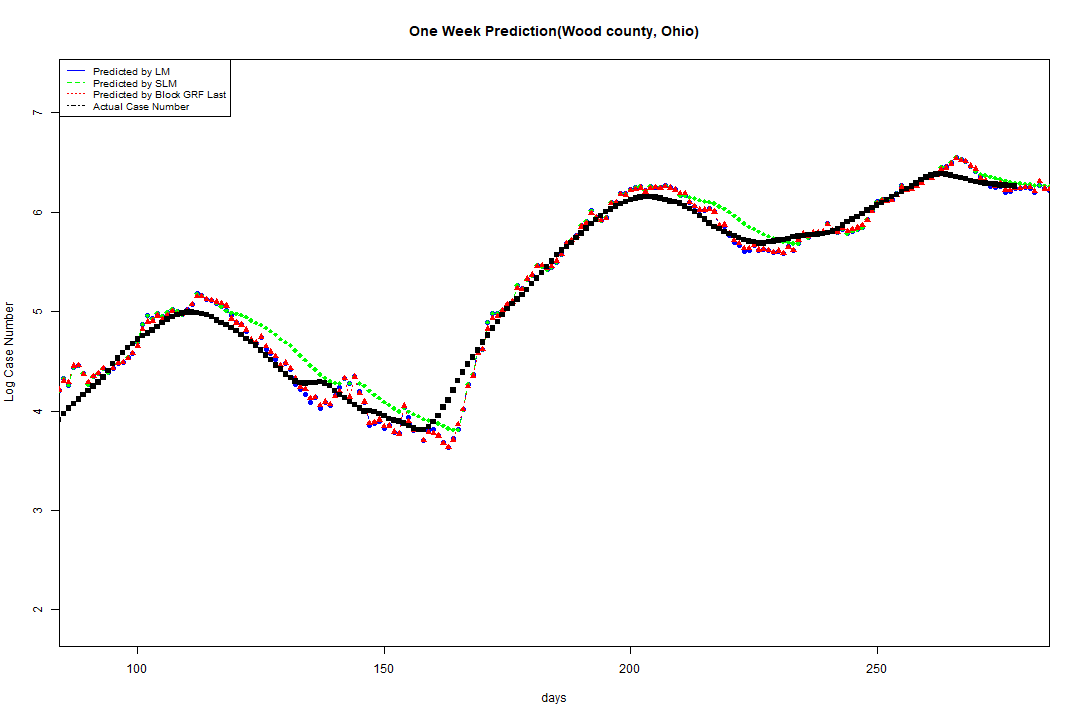 One Week Prediction(Wood county, Ohio)
Predicted by LM
Predicted by SLM
Predicted by Block GRF Last
Actual Case Number
Log Case Number
7
6
5
4
3
2
100
150
200
250
days